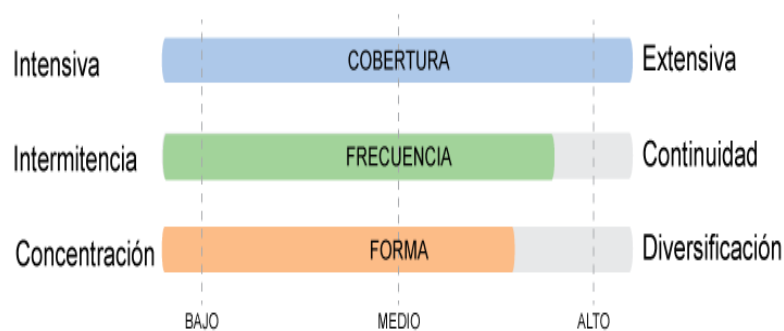 Intensiva COBERTURA Extensiva
Intermitencia FRECUENCIA Continuidad
Concentración FORMA Diversificación
BAJO MEDIO ALTO